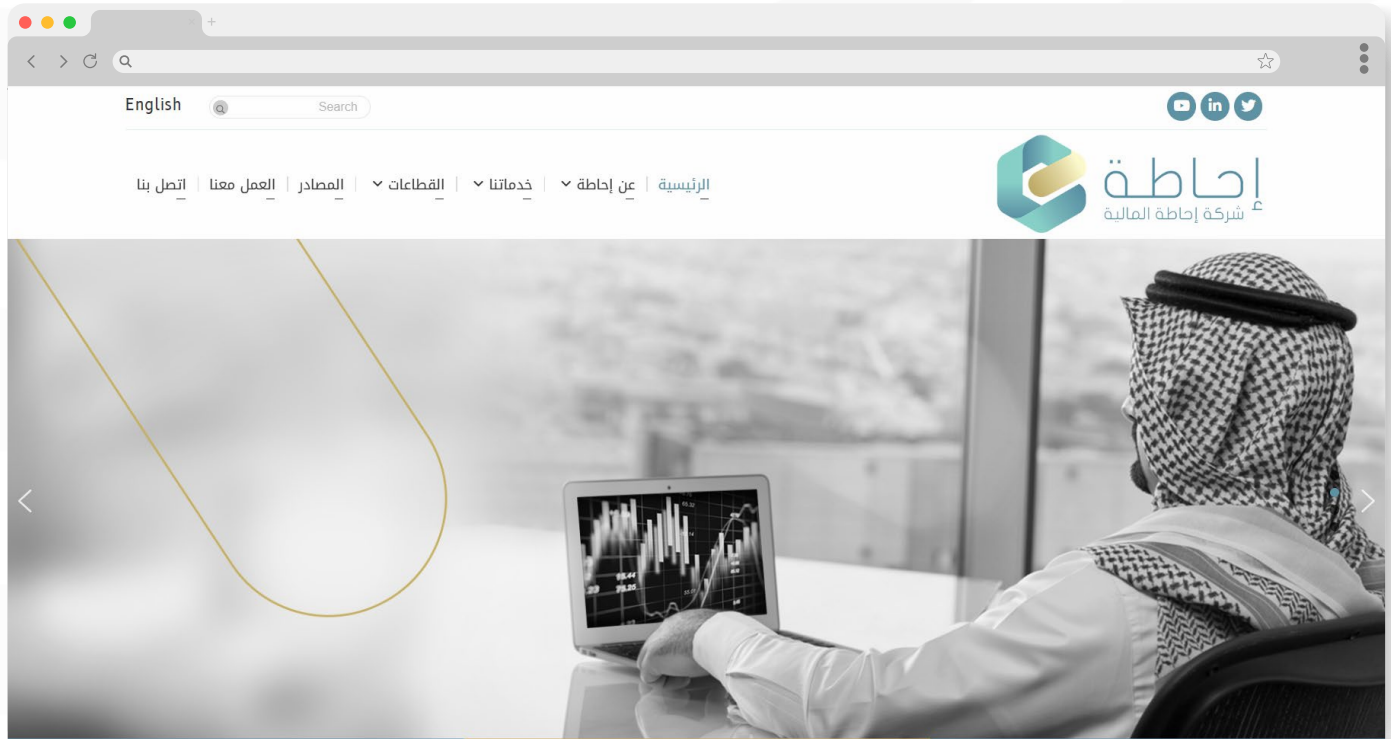 English
Search
الرئيسية
عن إحاطة
خدماتنا
القطاعات
المصادر
العمل معنا
اتصل بنا
إحاطة
شركة إحاطة المالية